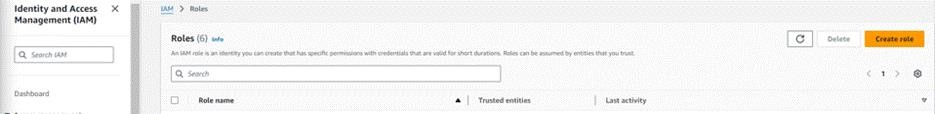 Identity and Access
Management (IAM)
Search IAM
Dashboard
IAM > Roles
Roles (6) Info
An IAM role is an identity you can create that has specific permissions with credentials that are valid for short durations. Roles can be assumed by entities that you trust.
Delete
Create role
Search
1
Role name
Trusted entities
Last activity